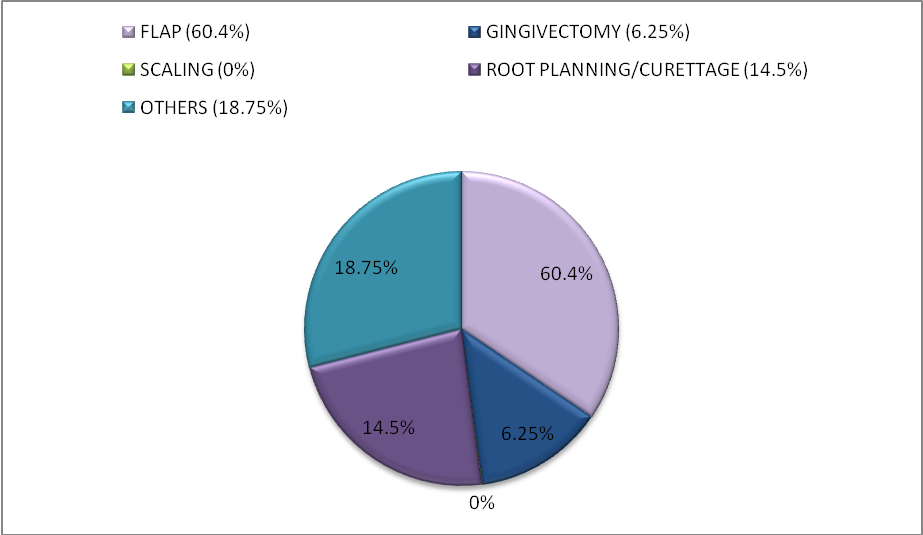 FLAP (60.4%)
GINGIVECTOMY (6.25%)
SCALING (0%)
ROOT PLANNING/CURETTAGE (14.5%)
OTHERS (18.75%)
18.75%
60.4%
14.5%
6.25%
0%